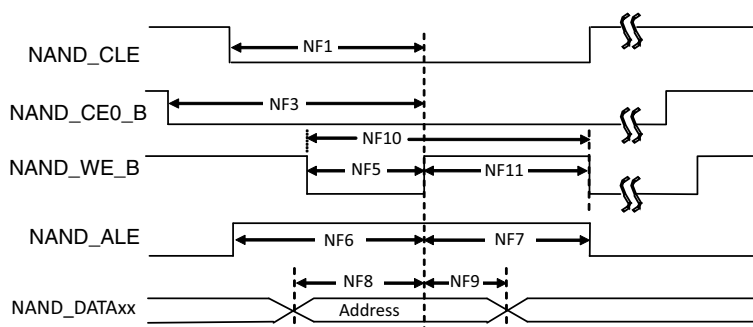 NAND_CLE
NF1
NAND_CE0_B
NF3
NF10
NAND_WE_B
NF5
NF11
NAND_ALE
NF6
NF7
NF8
NF9
NAND_DATAxx
Address